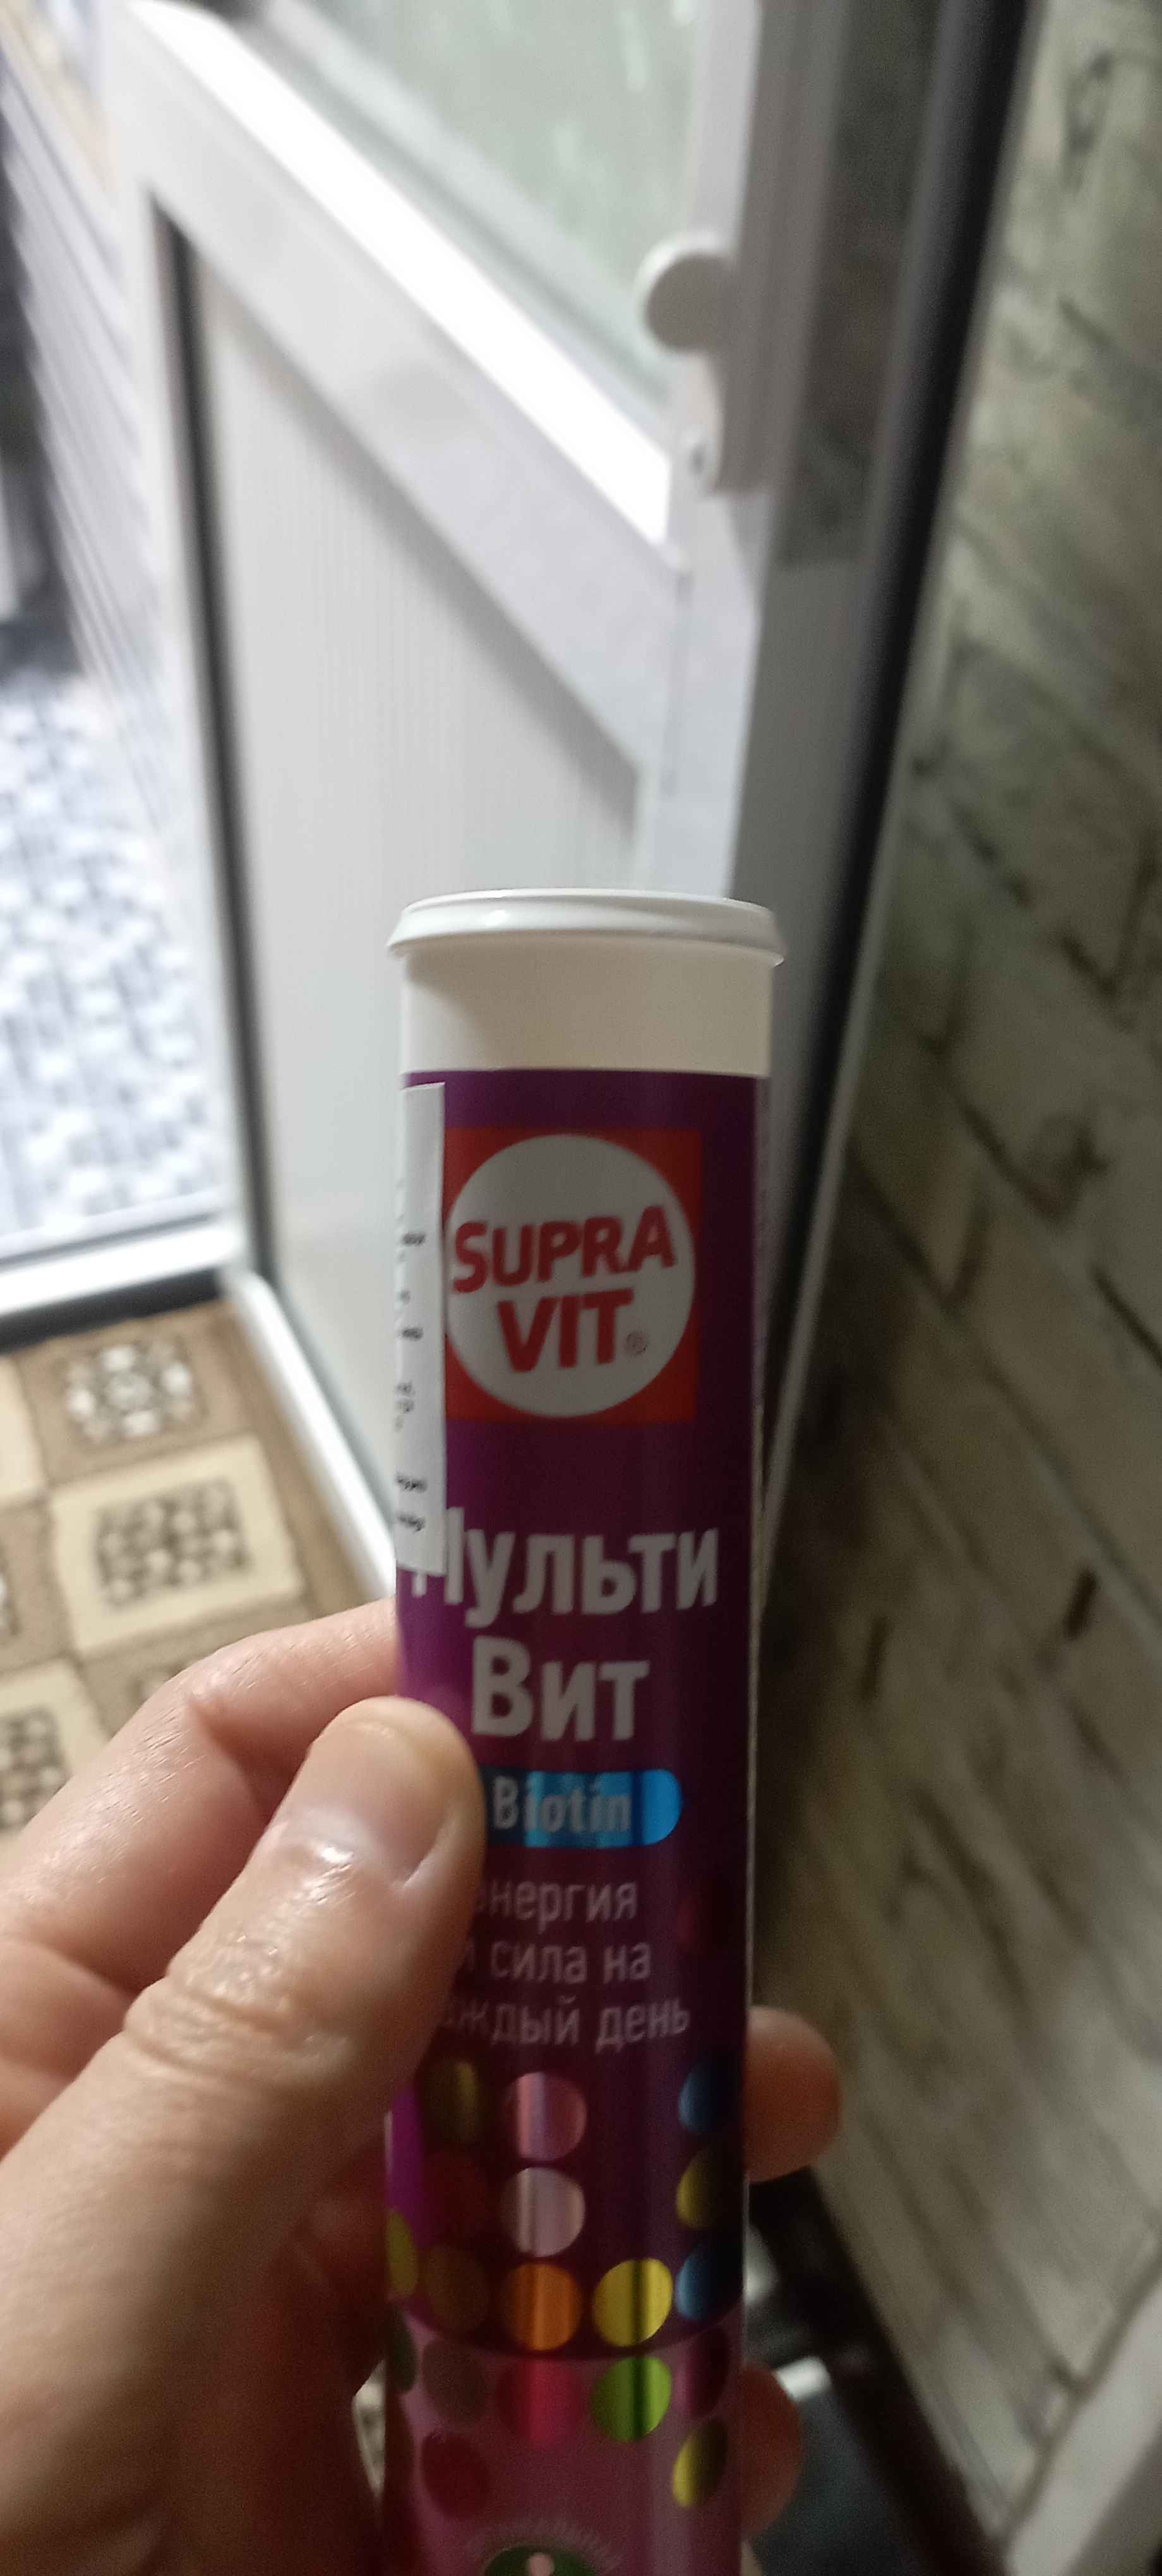 SUPRA
VIT®
Мульти
Вит
Biotin
энергия
и сила на
каждый день